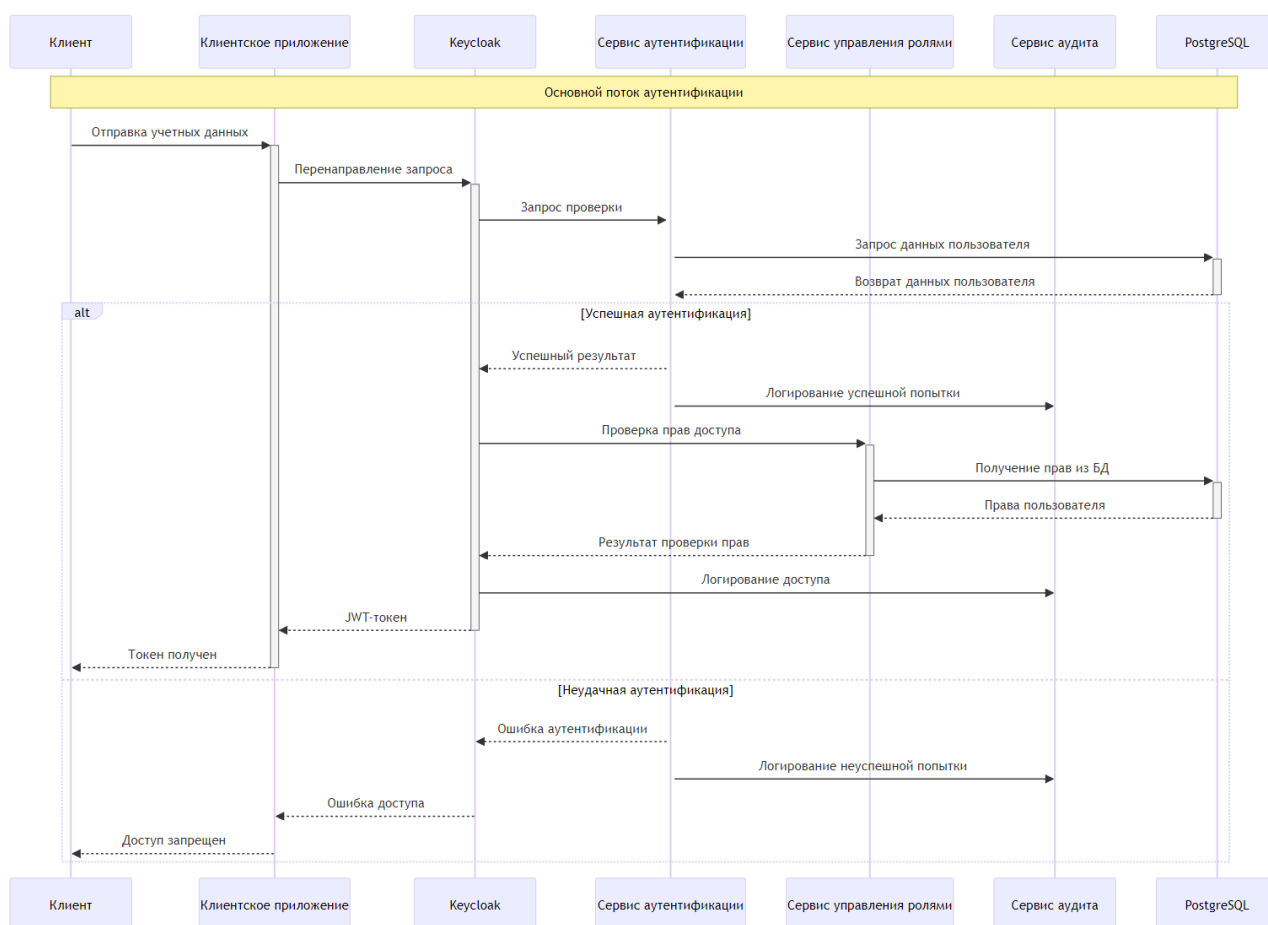 Клиент
Клиентское приложение
Keycloak
Сервис аутентификации
Сервис управления ролями
Сервис аудита
PostgreSQL
Основной поток аутентификации
Отправка учетных данных
Перенаправление запроса
Запрос проверки
Запрос данных пользователя
Возврат данных пользователя
alt
[Успешная аутентификация]
Успешный результат
Логирование успешной попытки
Проверка прав доступа
Получение прав из БД
Права пользователя
Результат проверки прав
Логирование доступа
JWT-токен
Токен получен
[Неудачная аутентификация]
Ошибка аутентификации
Логирование неуспешной попытки
Ошибка доступа
Доступ запрещен
Клиент
Клиентское приложение
Keycloak
Сервис аутентификации
Сервис управления ролями
Сервис аудита
PostgreSQL